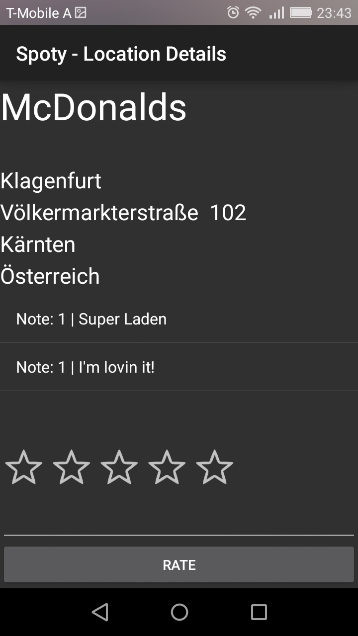 T-Mobile A 23:43
Spoty - Location Details
McDonalds
Klagenfurt
Völkermarkterstraße 102
Kärnten
Österreich
Note: 1 | Super Laden
Note: 1 | I'm lovin it!
RATE